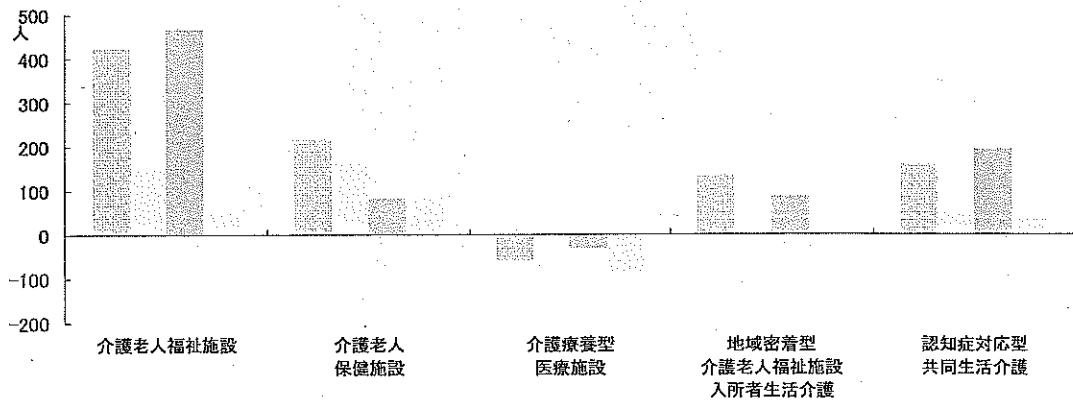 500
人
400
300
200
100
0
-100
-200
介護老人福祉施設
介護老人
保健施設
介護療養型
医療施設
地域密着型
介護老人福祉施設
入所者生活介護
認知症対応型
共同生活介護